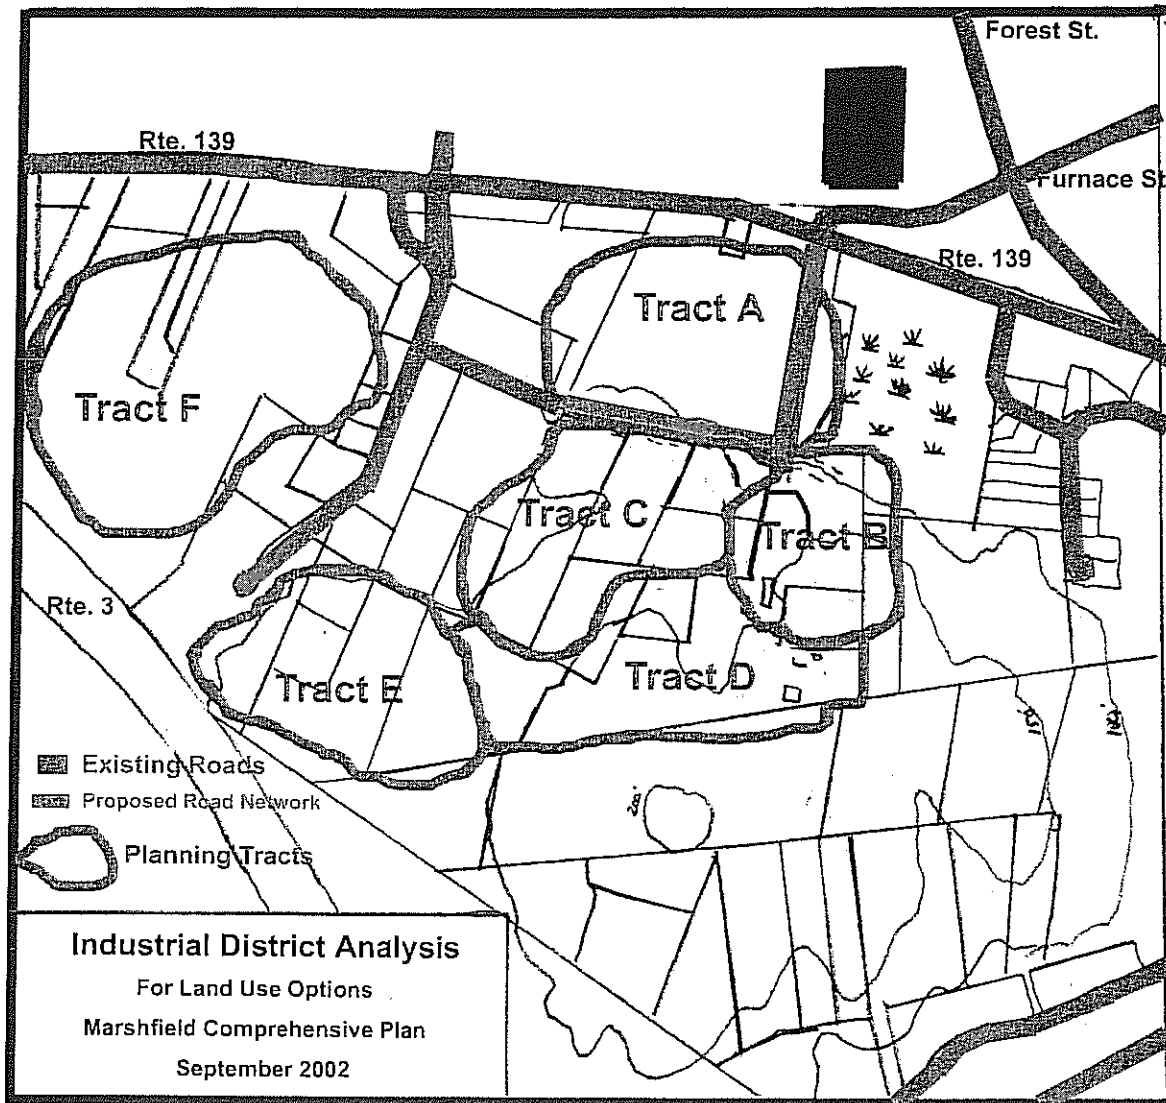 Forest St.
Rte. 139
Furnace St
Rte. 139
Tract A
Tract F
Tract C
Tract B
Rte. 3
Tract E
Tract D
Existing Roads
Proposed Road Network
200'
Planning Tracts
Industrial District Analysis
For Land Use Options
Marshfield Comprehensive Plan
September 2002